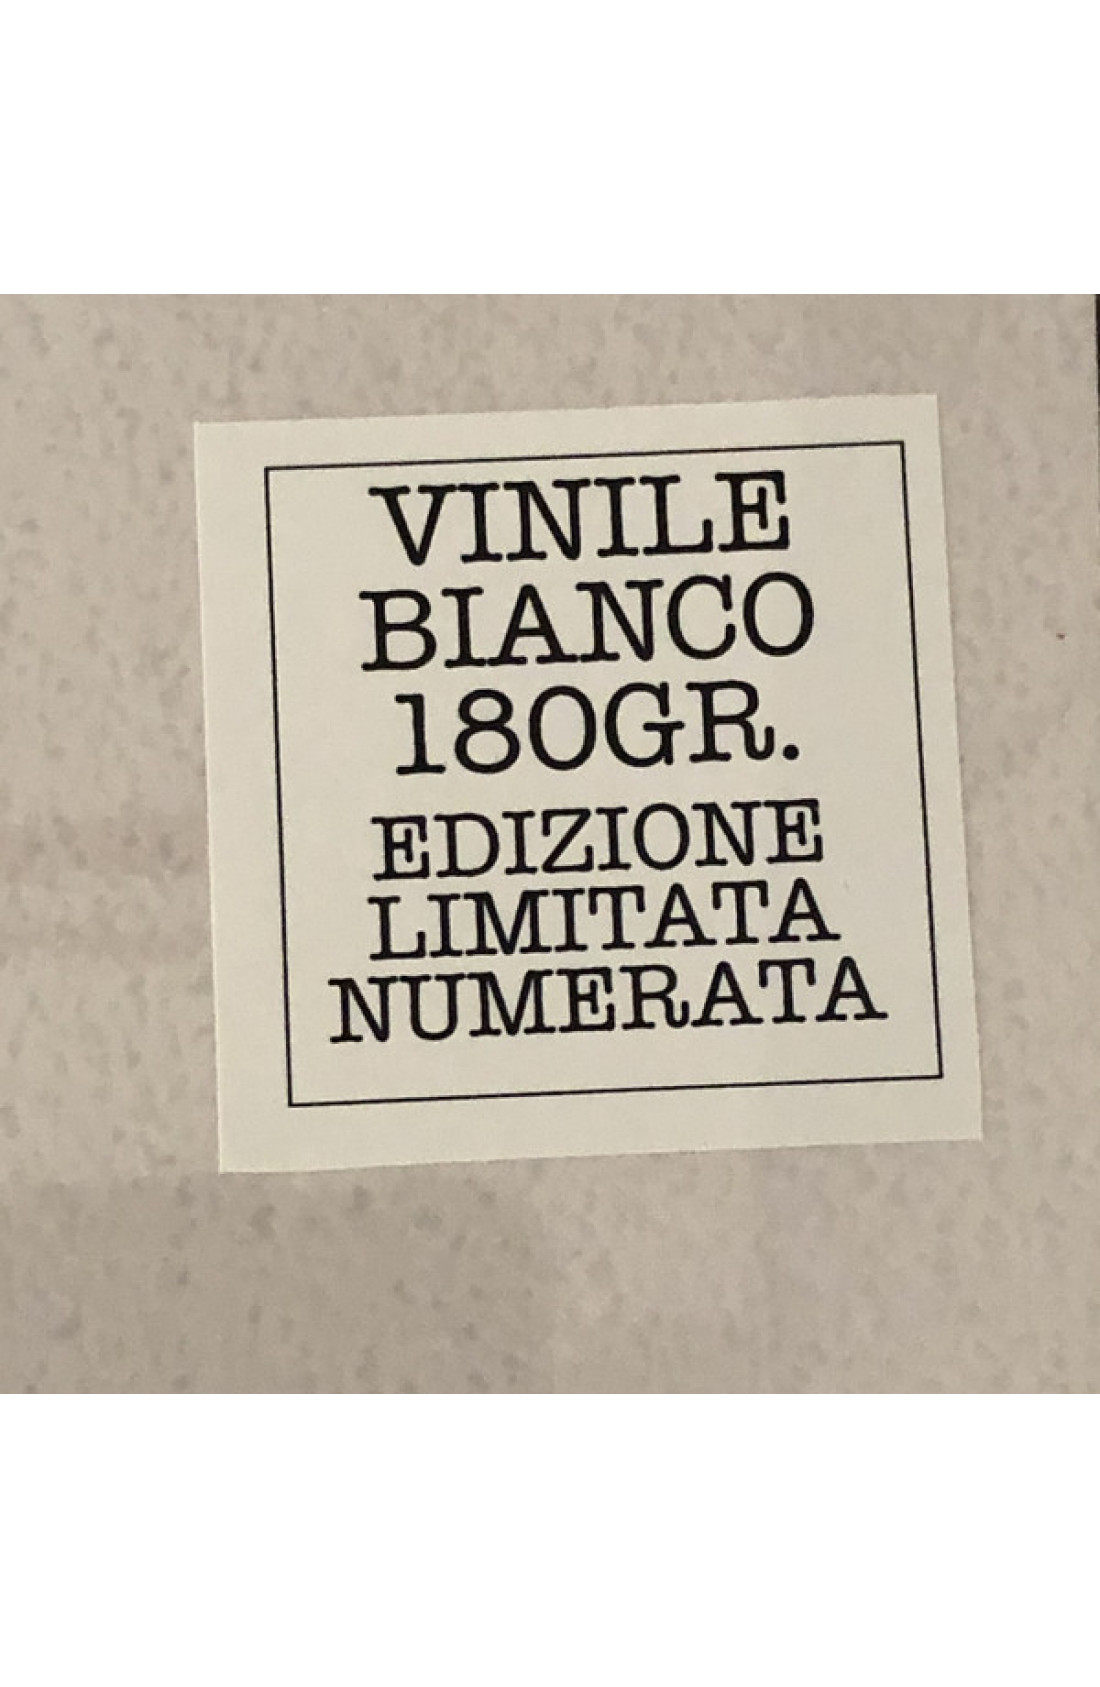 VINILE
BIANCO
180GR.
EDIZIONE
LIMITATA
NUMERATA